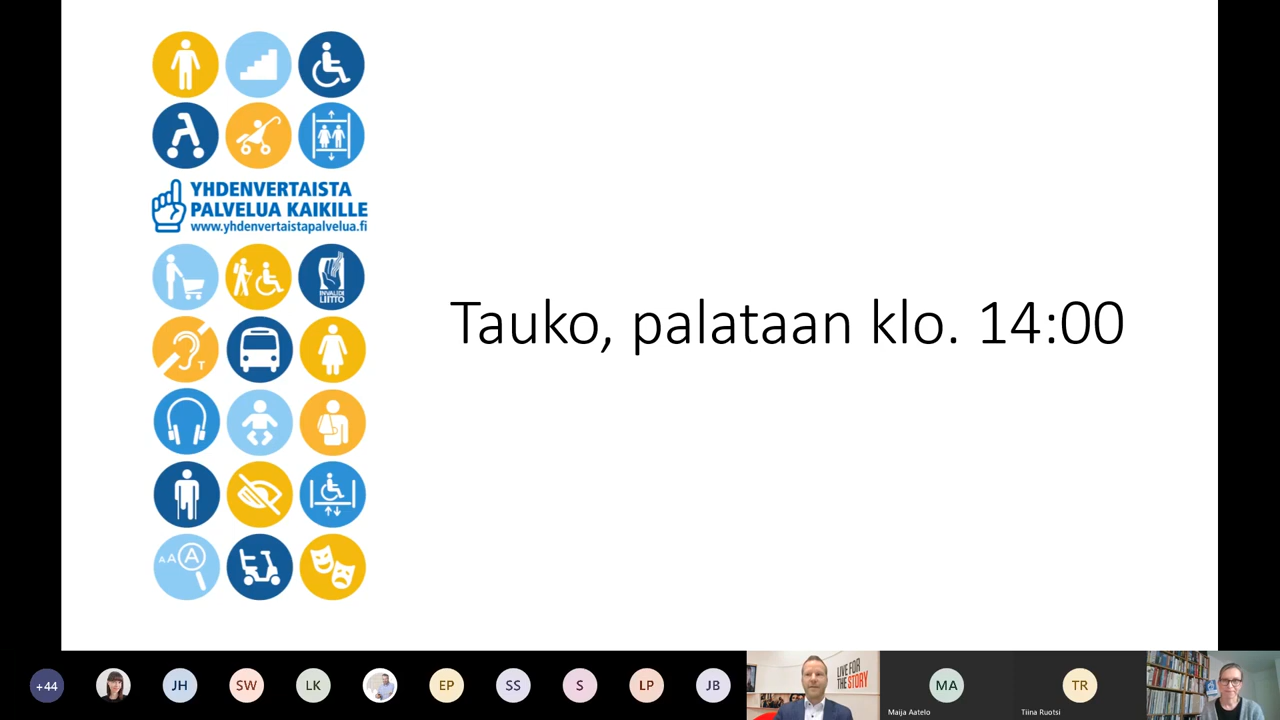 YHDENVERTAISTA
PALVELUA KAIKILLE
www.yhdenvertaistapalvelua.fi
INVALIDI
LIITTO
T
AAA
Tauko, palataan klo. 14:00
+44
JH
SW
LK
EP
SS
S
LP
JB
LIVE FOR
THE STORY
MA
Maija Aatelo
TR
Tiina Ruotsi